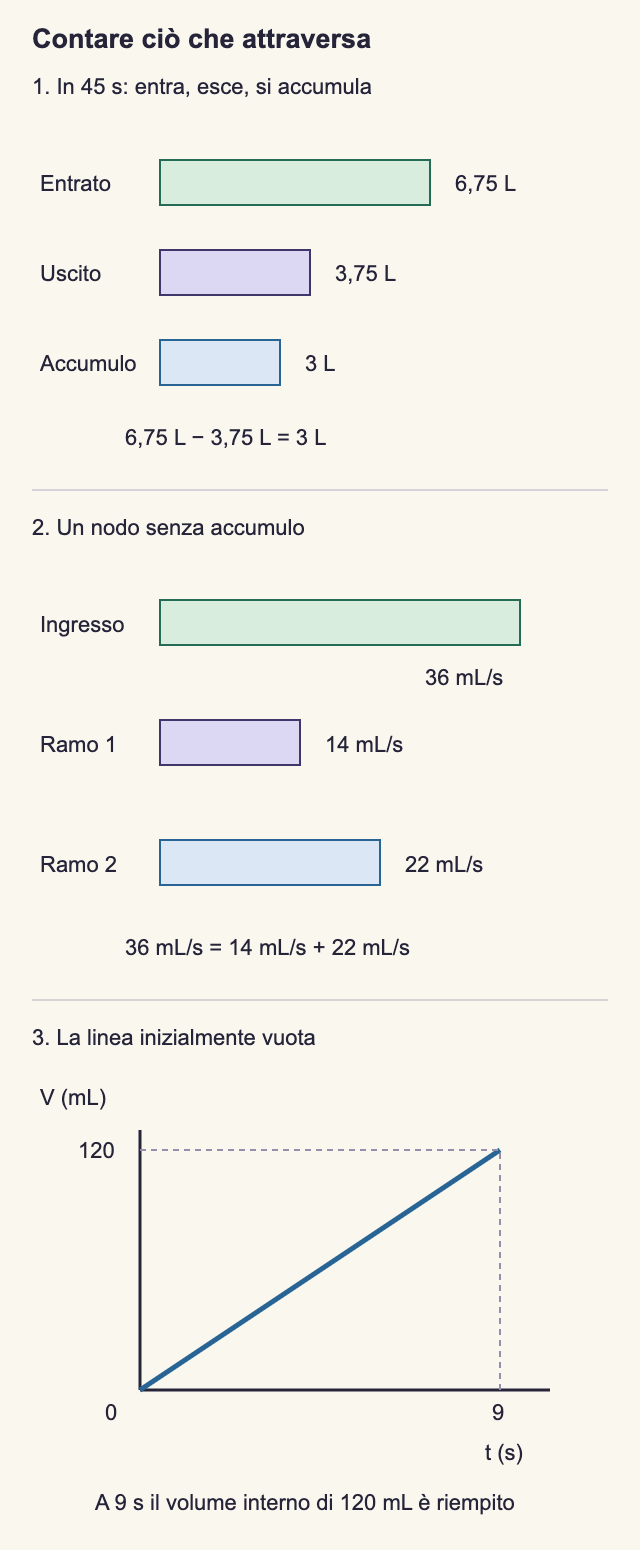 Contare ciò che attraversa
1. In 45 s: entra, esce, si accumula
Entrato
6,75 L
Uscito
3,75 L
Accumulo
3 L
6,75 L − 3,75 L = 3 L
2. Un nodo senza accumulo
Ingresso
36 mL/s
Ramo 1
14 mL/s
Ramo 2
22 mL/s
36 mL/s = 14 mL/s + 22 mL/s
3. La linea inizialmente vuota
V (mL)
120
0
9
t (s)
A 9 s il volume interno di 120 mL è riempito